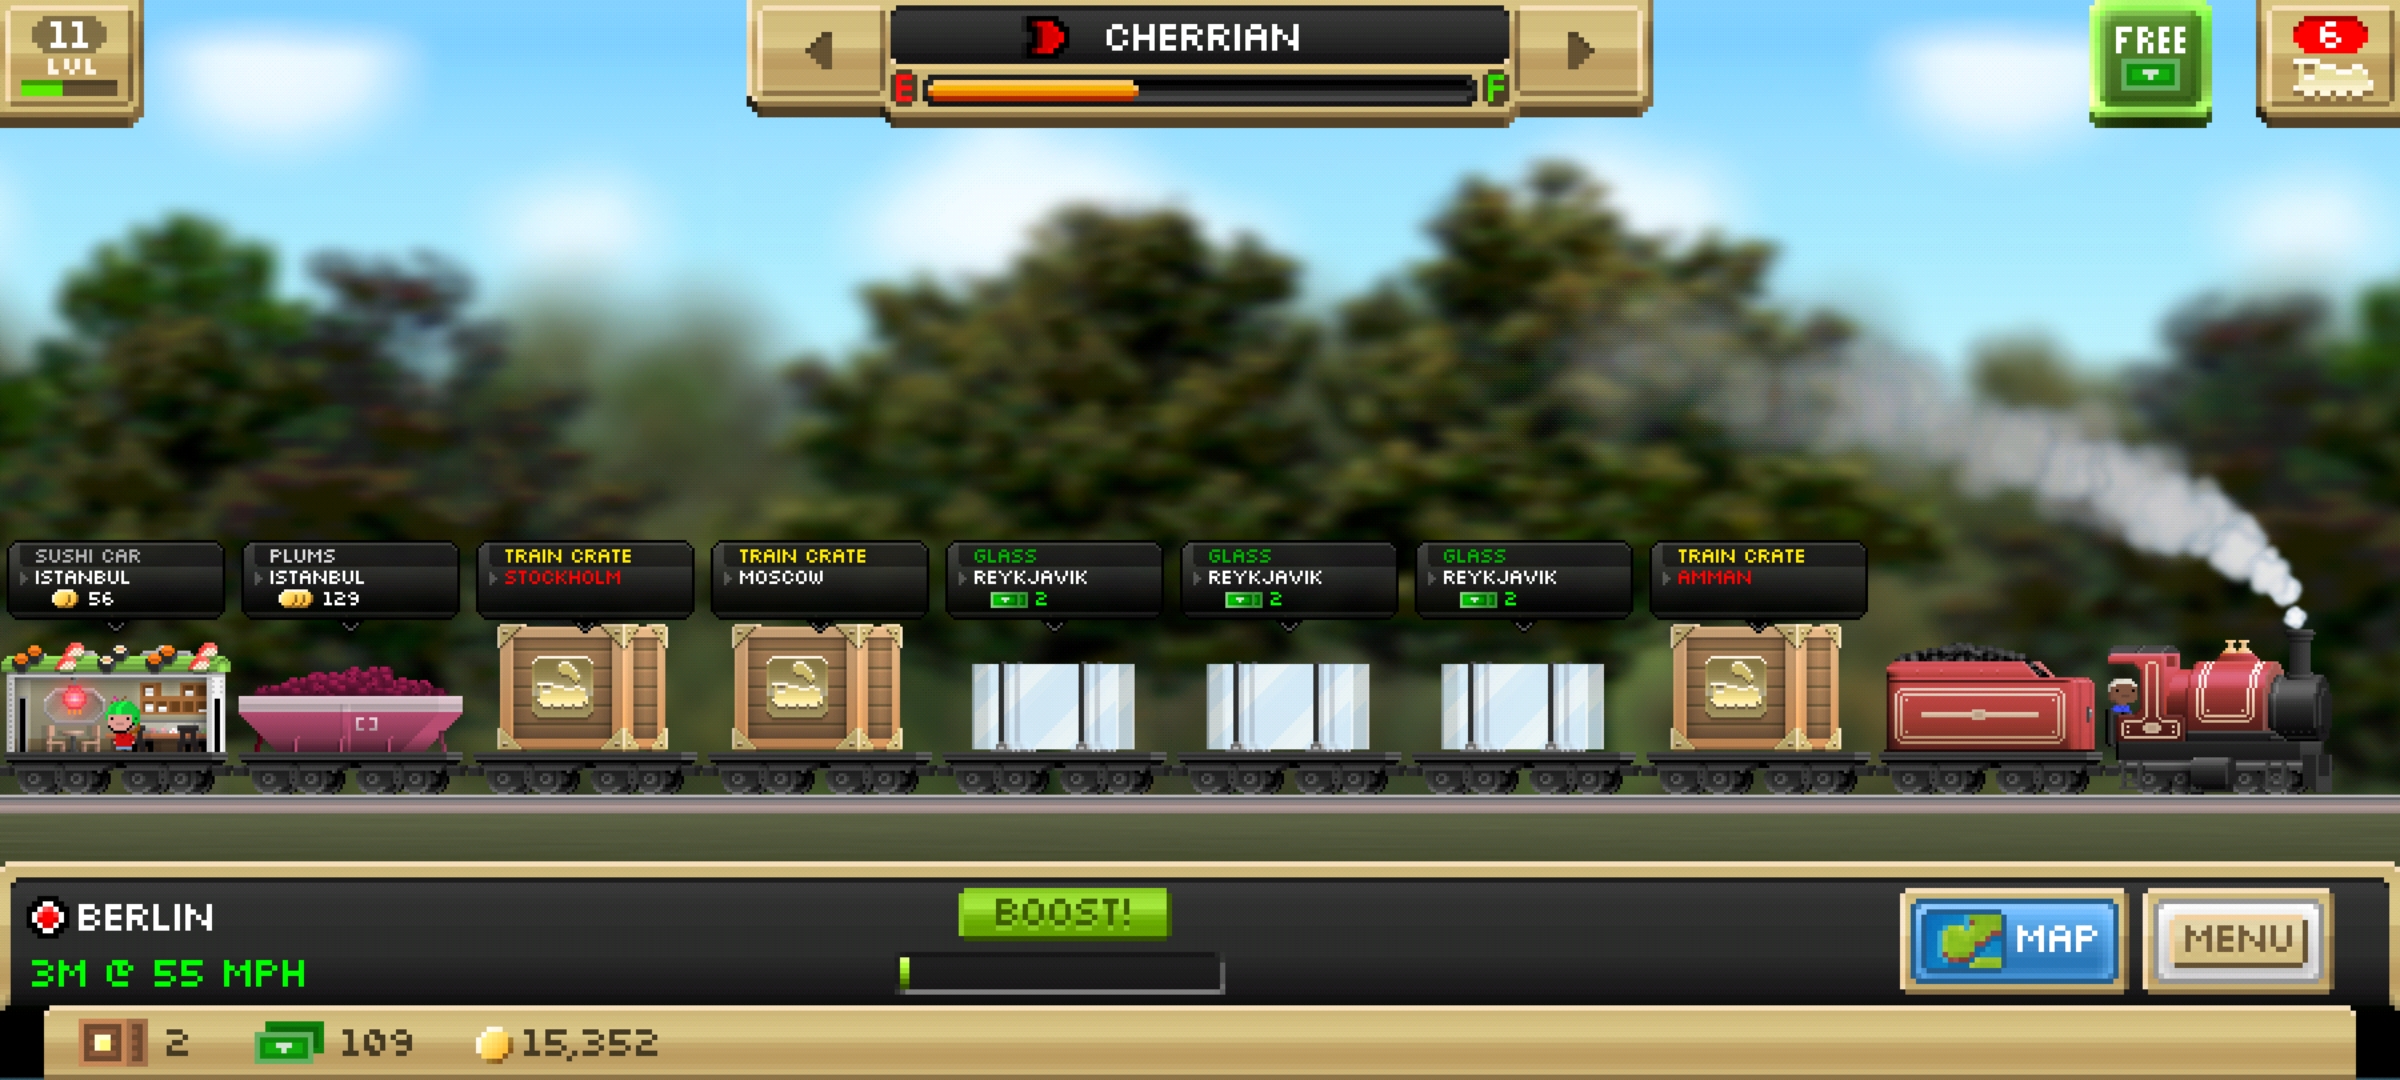 11
LVL
CHERRIAN
E
F
FREE
6
SUSHI CAR
ISTANBUL
56
PLUMS
ISTANBUL
129
TRAIN CRATE
STOCKHOLM
TRAIN CRATE
MOSCOW
GLASS
REYKJAVIK
2
GLASS
REYKJAVIK
2
GLASS
REYKJAVIK
2
TRAIN CRATE
AMMAN
BERLIN
3M @ 55 MPH
BOOST!
MAP
MENU
2
109
15,352